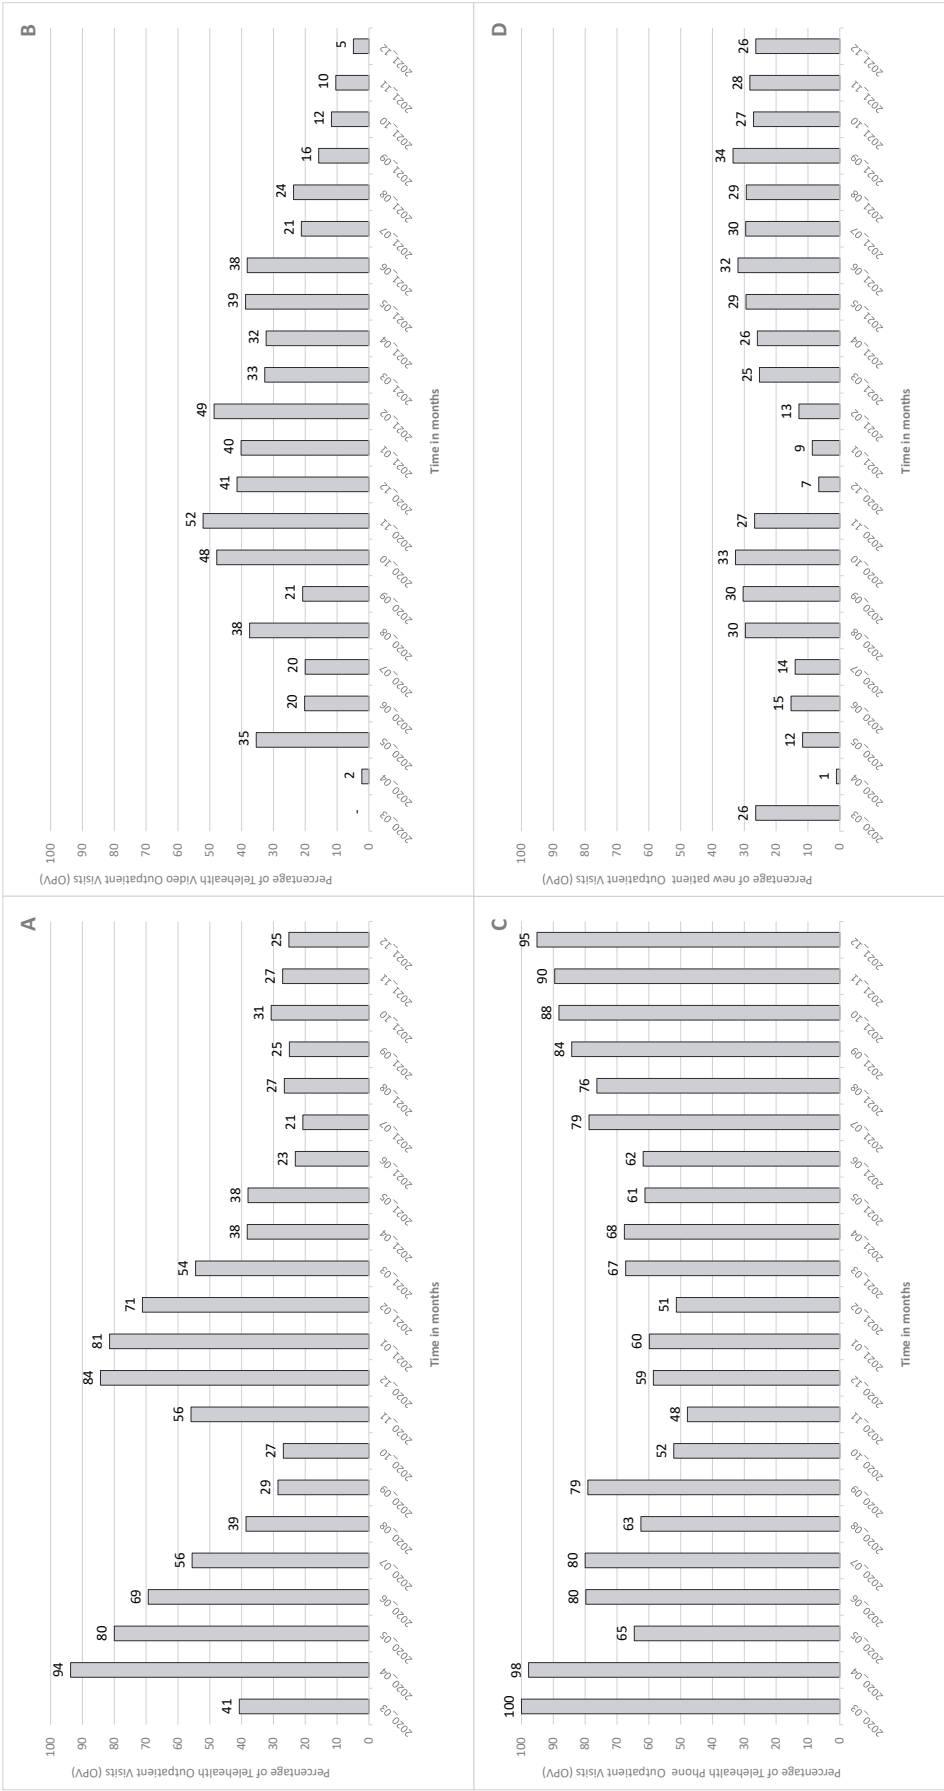 A
Percentage of Telehealth Outpatient Visits (OPV)
100
90
80
70
60
50
40
30
20
10
0
41 94 80 69 56 39 29 27 56 84 81 71 54 38 38 23 21 27 25 31 27 25
2020_03 2020_04 2020_05 2020_06 2020_07 2020_08 2020_09 2020_10 2020_11 2020_12 2021_01 2021_02 2021_03 2021_04 2021_05 2021_06 2021_07 2021_08 2021_09 2021_10 2021_11 2021_12
Time in months
B
Percentage of Telehealth Video Outpatient Visits (OPV)
100
90
80
70
60
50
40
30
20
10
0
- 2 35 20 20 38 21 48 52 41 40 49 33 32 39 38 21 24 16 12 10 5
2020_03 2020_04 2020_05 2020_06 2020_07 2020_08 2020_09 2020_10 2020_11 2020_12 2021_01 2021_02 2021_03 2021_04 2021_05 2021_06 2021_07 2021_08 2021_09 2021_10 2021_11 2021_12
Time in months
C
Percentage of Telehealth Phone Outpatient Visits (OPV)
100
90
80
70
60
50
40
30
20
10
0
100 98 65 80 80 63 79 52 48 59 60 51 67 68 61 62 79 76 84 88 90 95
2020_03 2020_04 2020_05 2020_06 2020_07 2020_08 2020_09 2020_10 2020_11 2020_12 2021_01 2021_02 2021_03 2021_04 2021_05 2021_06 2021_07 2021_08 2021_09 2021_10 2021_11 2021_12
Time in months
D
Percentage of new patient Outpatient Visits (OPV)
100
90
80
70
60
50
40
30
20
10
0
26 1 12 15 14 30 30 33 27 7 9 13 25 26 29 32 30 29 34 27 28 26
2020_03 2020_04 2020_05 2020_06 2020_07 2020_08 2020_09 2020_10 2020_11 2020_12 2021_01 2021_02 2021_03 2021_04 2021_05 2021_06 2021_07 2021_08 2021_09 2021_10 2021_11 2021_12
Time in months